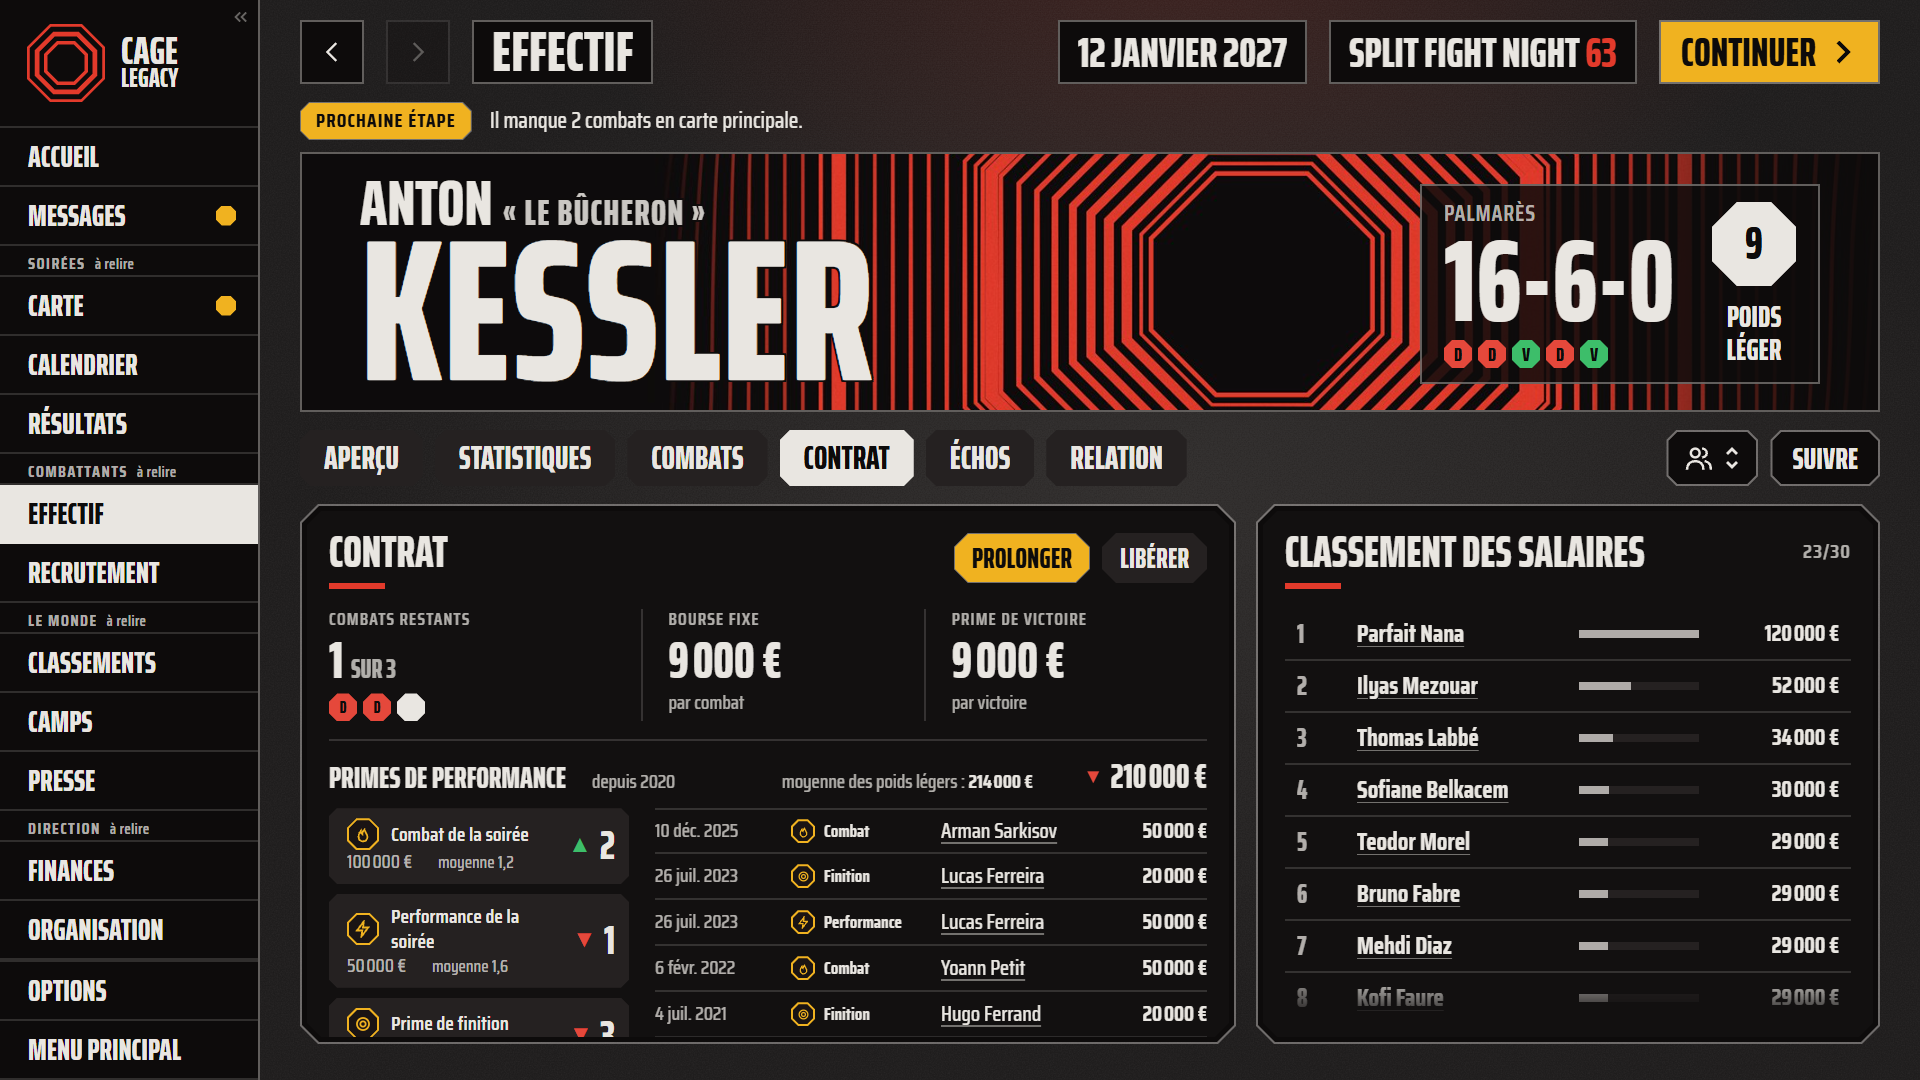 CAGE
LEGACY
ACCUEIL
MESSAGES
SOIRÉES à relire
CARTE
CALENDRIER
RÉSULTATS
COMBATTANTS à relire
EFFECTIF
RECRUTEMENT
LE MONDE à relire
CLASSEMENTS
CAMPS
PRESSE
DIRECTION à relire
FINANCES
ORGANISATION
OPTIONS
MENU PRINCIPAL
EFFECTIF
12 JANVIER 2027
SPLIT FIGHT NIGHT 63
CONTINUER
PROCHAINE ÉTAPE
Il manque 2 combats en carte principale.
ANTON « LE BÛCHERON »
KESSLER
PALMARÈS
16-6-0
D D V D V
9
POIDS
LÉGER
APERÇU
STATISTIQUES
COMBATS
CONTRAT
ÉCHOS
RELATION
SUIVRE
CONTRAT
PROLONGER
LIBÉRER
COMBATS RESTANTS
1 SUR 3
D D
BOURSE FIXE
9 000 €
par combat
PRIME DE VICTOIRE
9 000 €
par victoire
PRIMES DE PERFORMANCE depuis 2020 moyenne des poids légers : 214 000 € ▼ 210 000 €
Combat de la soirée
▲ 2
100 000 € moyenne 1,2
Performance de la
soirée
▼ 1
50 000 € moyenne 1,6
Prime de finition
▼ 3
10 déc. 2025 Combat Arman Sarkisov 50 000 €
26 juil. 2023 Finition Lucas Ferreira 20 000 €
26 juil. 2023 Performance Lucas Ferreira 50 000 €
6 févr. 2022 Combat Yoann Petit 50 000 €
4 juil. 2021 Finition Hugo Ferrand 20 000 €
CLASSEMENT DES SALAIRES 23/30
1 Parfait Nana 120 000 €
2 Ilyas Mezouar 52 000 €
3 Thomas Labbé 34 000 €
4 Sofiane Belkacem 30 000 €
5 Teodor Morel 29 000 €
6 Bruno Fabre 29 000 €
7 Mehdi Diaz 29 000 €
8 Kofi Faure 29 000 €